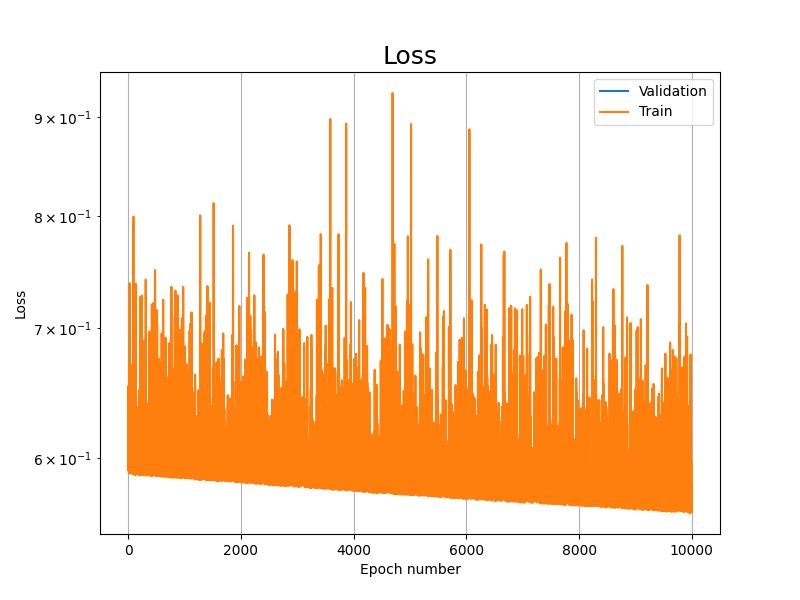 Loss
Validation
Train
9 × 10⁻¹
8 × 10⁻¹
7 × 10⁻¹
6 × 10⁻¹
Loss
0 2000 4000 6000 8000 10000
Epoch number